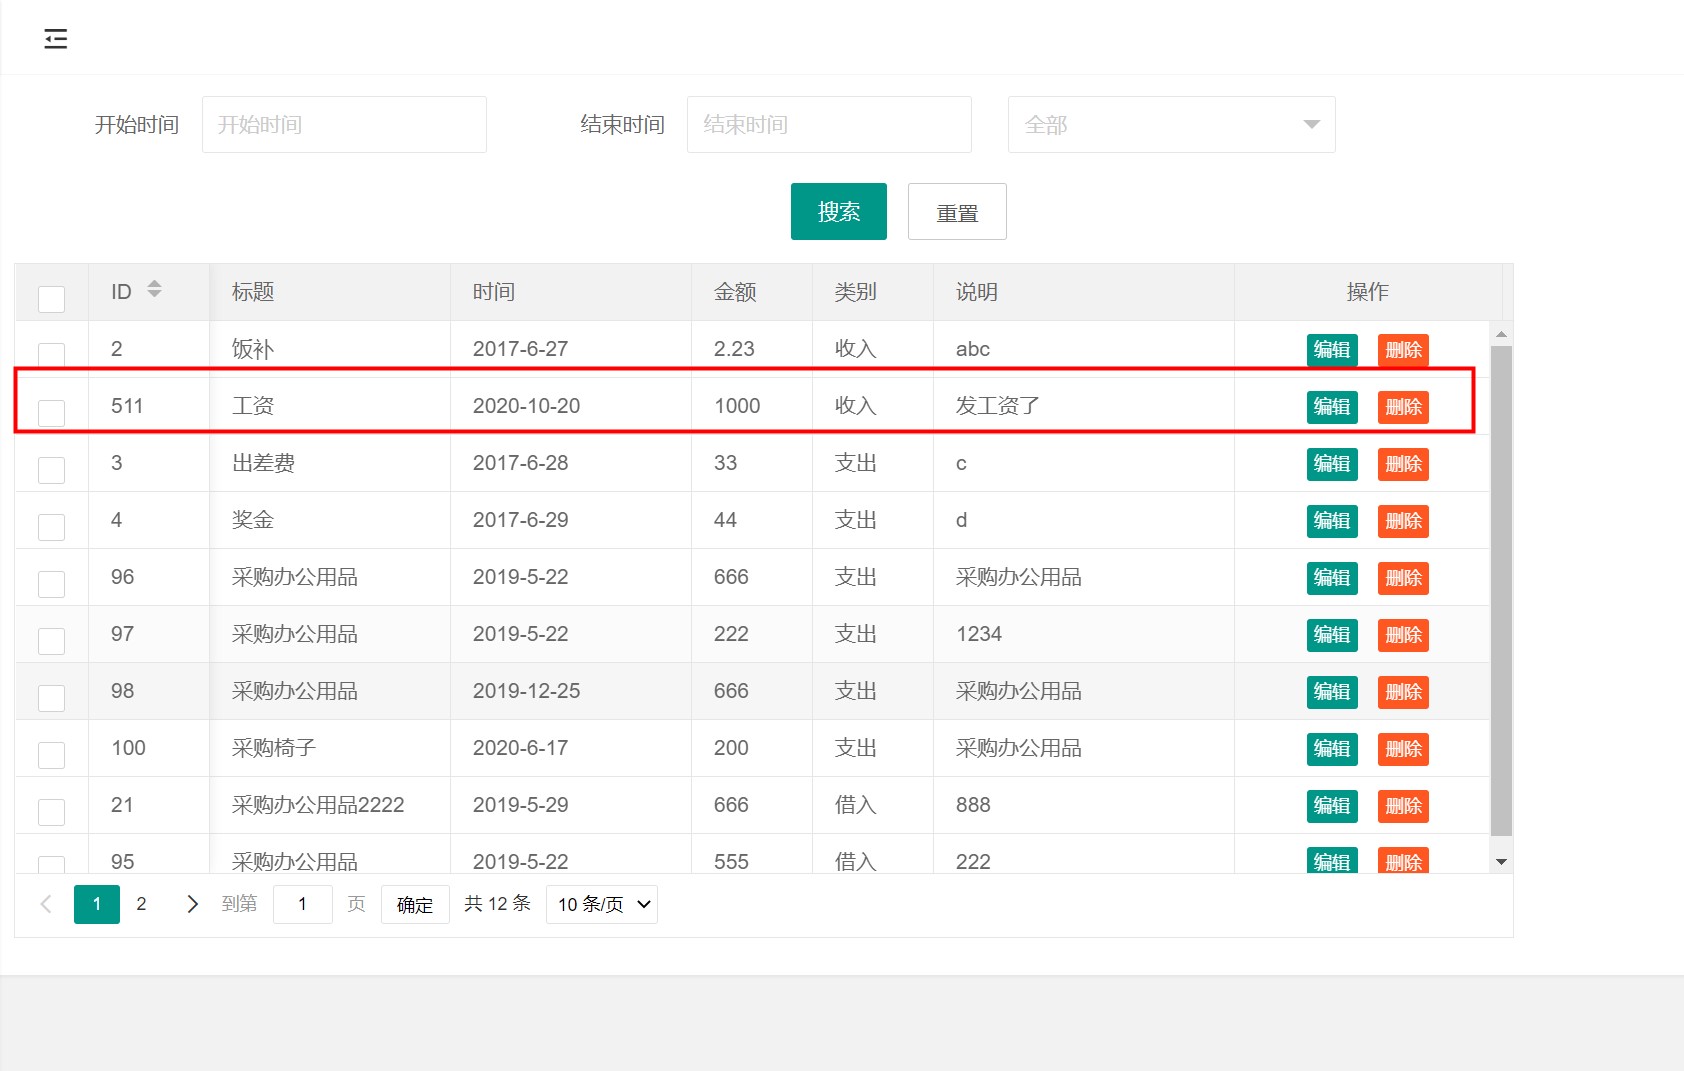 开始时间 开始时间 结束时间 结束时间 全部
搜索 重置
ID 标题 时间 金额 类别 说明 操作
2 饭补 2017-6-27 2.23 收入 abc 编辑 删除
511 工资 2020-10-20 1000 收入 发工资了 编辑 删除
3 出差费 2017-6-28 33 支出 c 编辑 删除
4 奖金 2017-6-29 44 支出 d 编辑 删除
96 采购办公用品 2019-5-22 666 支出 采购办公用品 编辑 删除
97 采购办公用品 2019-5-22 222 支出 1234 编辑 删除
98 采购办公用品 2019-12-25 666 支出 采购办公用品 编辑 删除
100 采购椅子 2020-6-17 200 支出 采购办公用品 编辑 删除
21 采购办公用品2222 2019-5-29 666 借入 888 编辑 删除
95 采购办公用品 2019-5-22 555 借入 222 编辑 删除
1 2 到第 1 页 确定 共 12 条 10 条/页